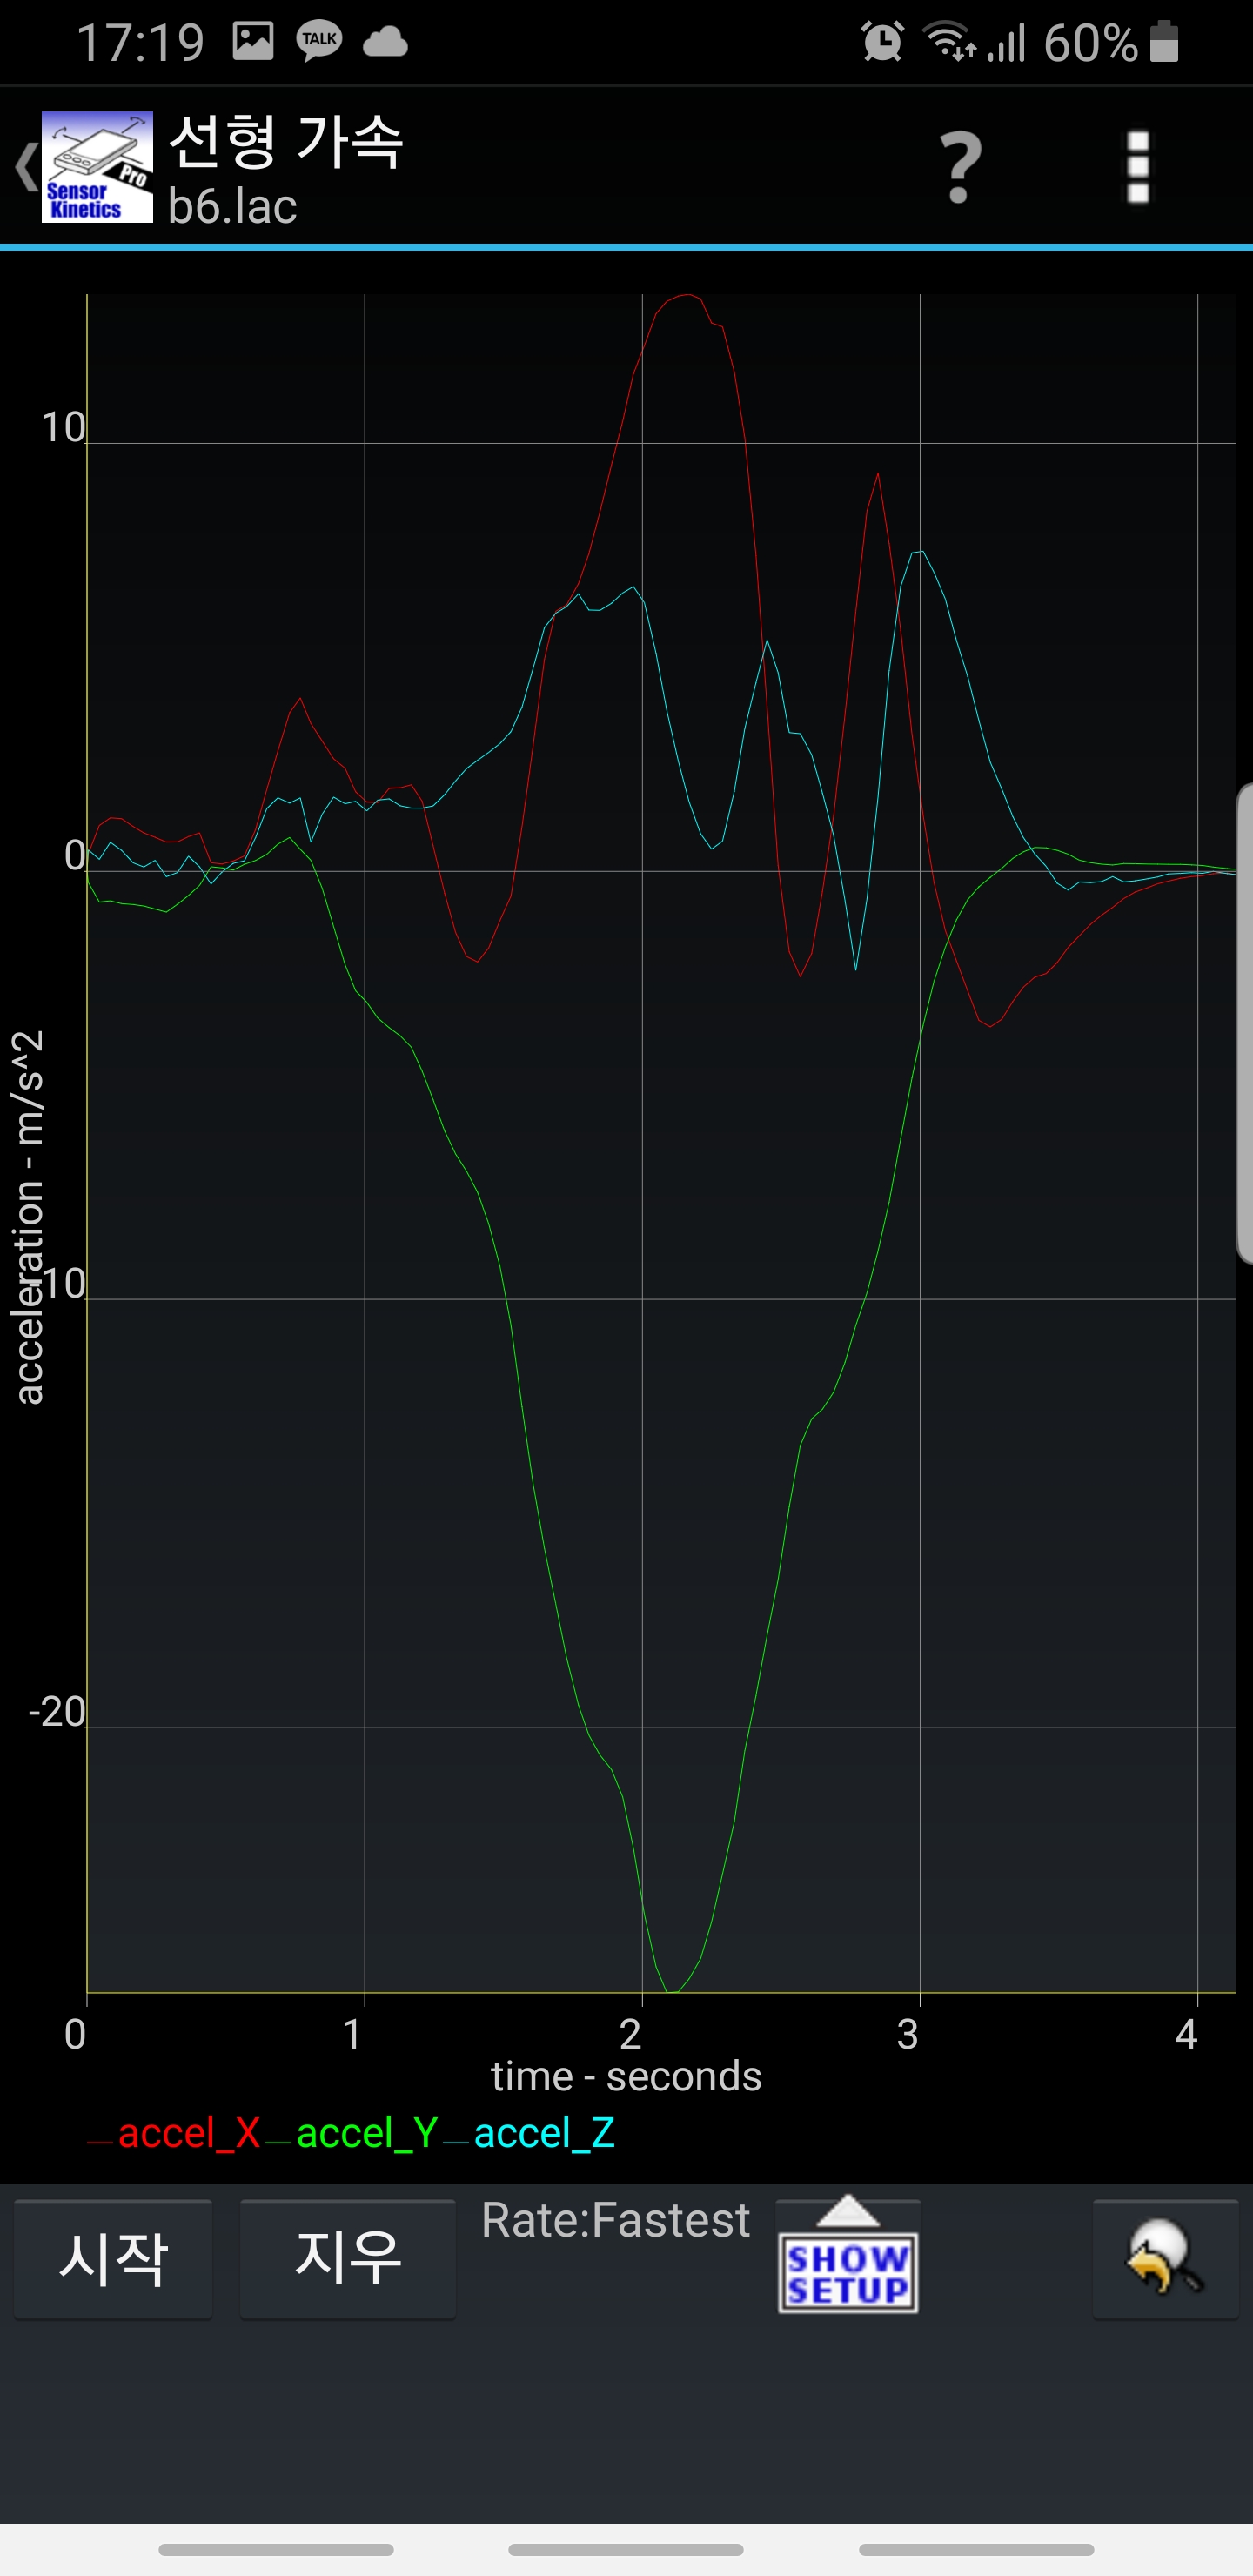 17:19 TALK 60%
선형 가속
Pro
Sensor
Kinetics
b6.lac
?
10
0
-10
-20
acceleration - m/s^2
0 1 2 3 4
time - seconds
accel_X accel_Y accel_Z
시작 지우 Rate:Fastest
SHOW
SETUP